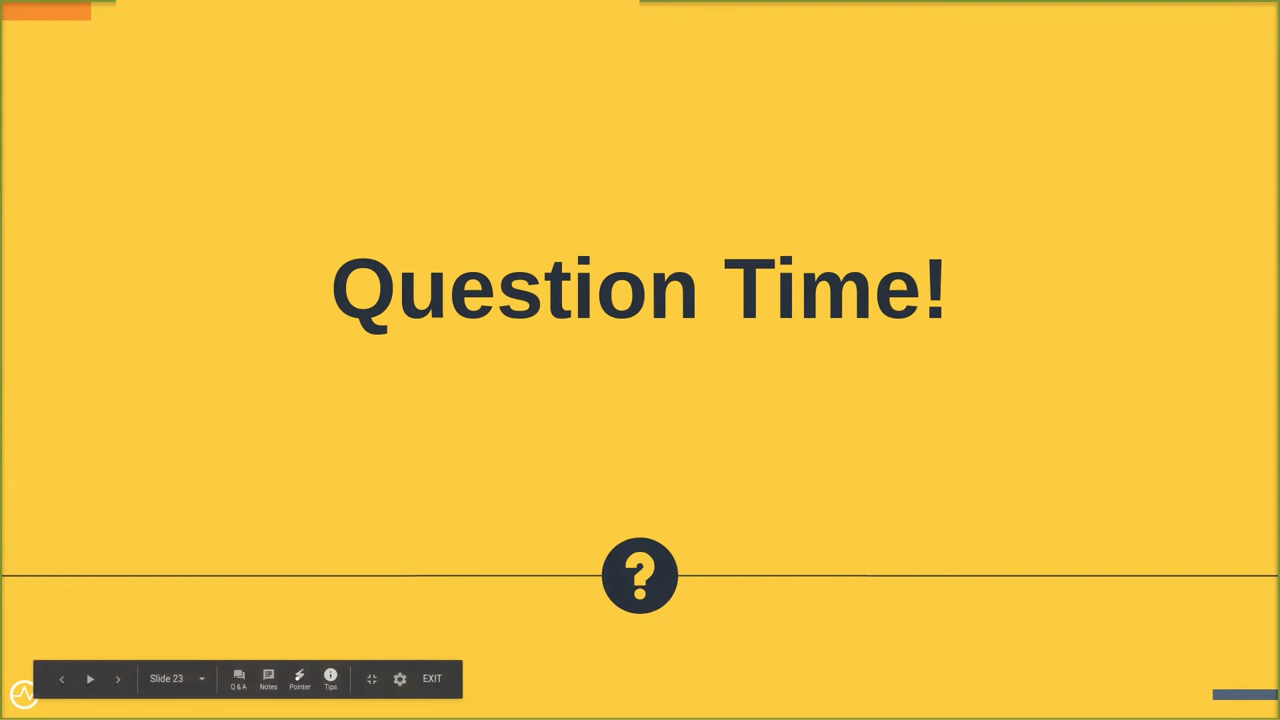 Question Time!
?
Slide 23
Q & A
Notes
Pointer
Tips
EXIT